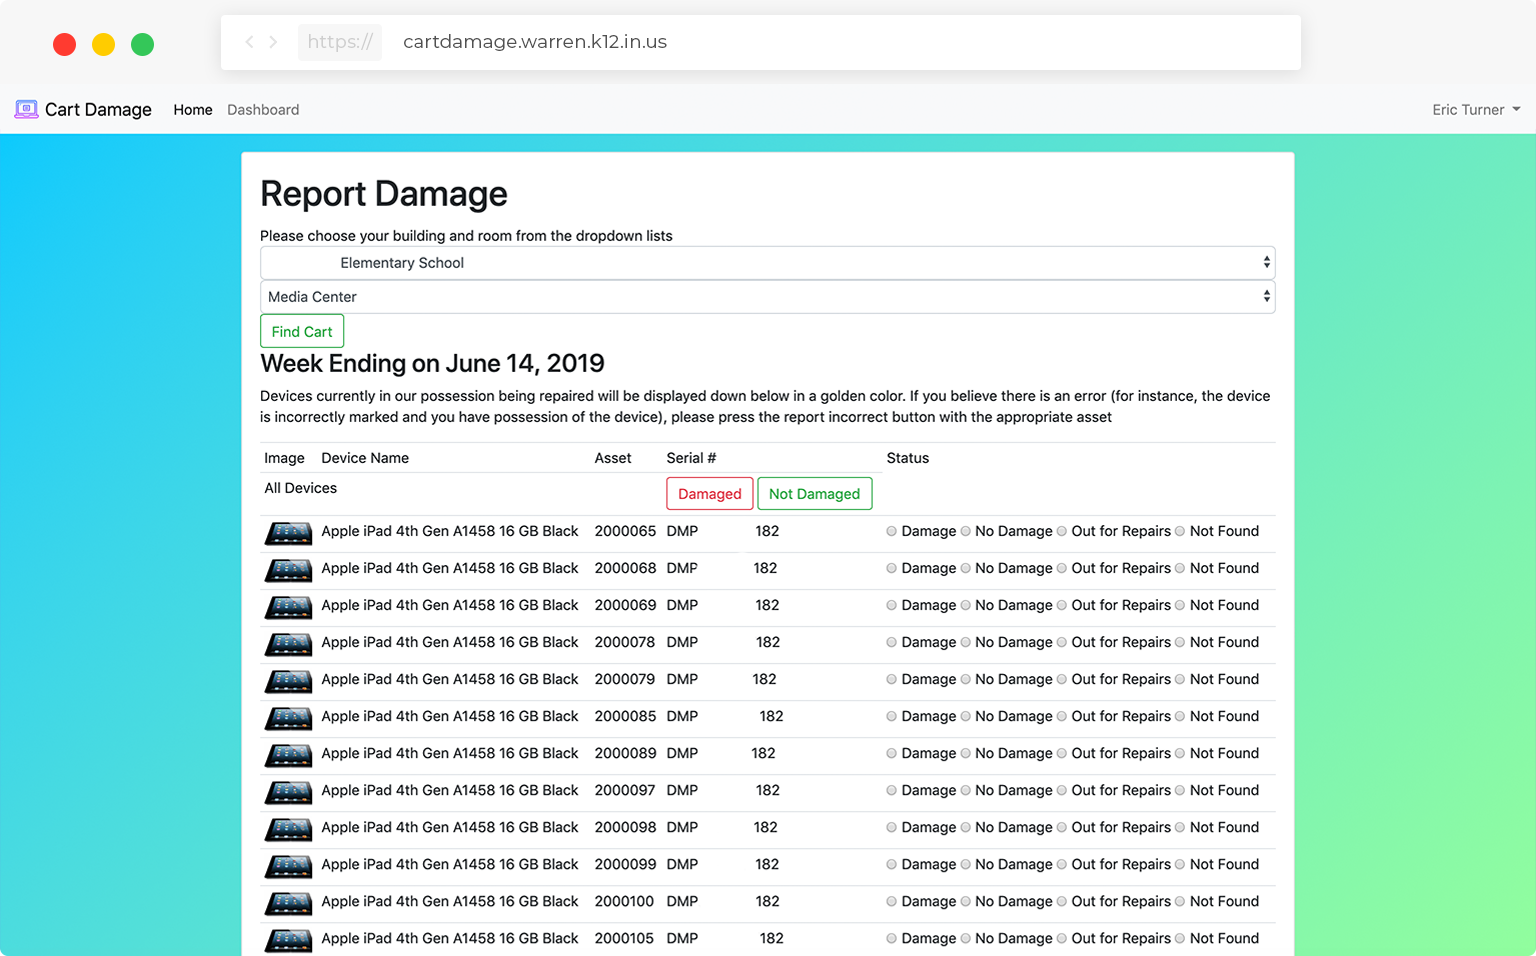 https:// cartdamage.warren.k12.in.us
Cart Damage Home Dashboard Eric Turner
Report Damage
Please choose your building and room from the dropdown lists
Elementary School
Media Center
Find Cart
Week Ending on June 14, 2019
Devices currently in our possession being repaired will be displayed down below in a golden color. If you believe there is an error (for instance, the device
is incorrectly marked and you have possession of the device), please press the report incorrect button with the appropriate asset
Image Device Name Asset Serial # Status
All Devices Damaged Not Damaged
Apple iPad 4th Gen A1458 16 GB Black 2000065 DMP 182 Damage No Damage Out for Repairs Not Found
Apple iPad 4th Gen A1458 16 GB Black 2000068 DMP 182 Damage No Damage Out for Repairs Not Found
Apple iPad 4th Gen A1458 16 GB Black 2000069 DMP 182 Damage No Damage Out for Repairs Not Found
Apple iPad 4th Gen A1458 16 GB Black 2000078 DMP 182 Damage No Damage Out for Repairs Not Found
Apple iPad 4th Gen A1458 16 GB Black 2000079 DMP 182 Damage No Damage Out for Repairs Not Found
Apple iPad 4th Gen A1458 16 GB Black 2000085 DMP 182 Damage No Damage Out for Repairs Not Found
Apple iPad 4th Gen A1458 16 GB Black 2000089 DMP 182 Damage No Damage Out for Repairs Not Found
Apple iPad 4th Gen A1458 16 GB Black 2000097 DMP 182 Damage No Damage Out for Repairs Not Found
Apple iPad 4th Gen A1458 16 GB Black 2000098 DMP 182 Damage No Damage Out for Repairs Not Found
Apple iPad 4th Gen A1458 16 GB Black 2000099 DMP 182 Damage No Damage Out for Repairs Not Found
Apple iPad 4th Gen A1458 16 GB Black 2000100 DMP 182 Damage No Damage Out for Repairs Not Found
Apple iPad 4th Gen A1458 16 GB Black 2000105 DMP 182 Damage No Damage Out for Repairs Not Found